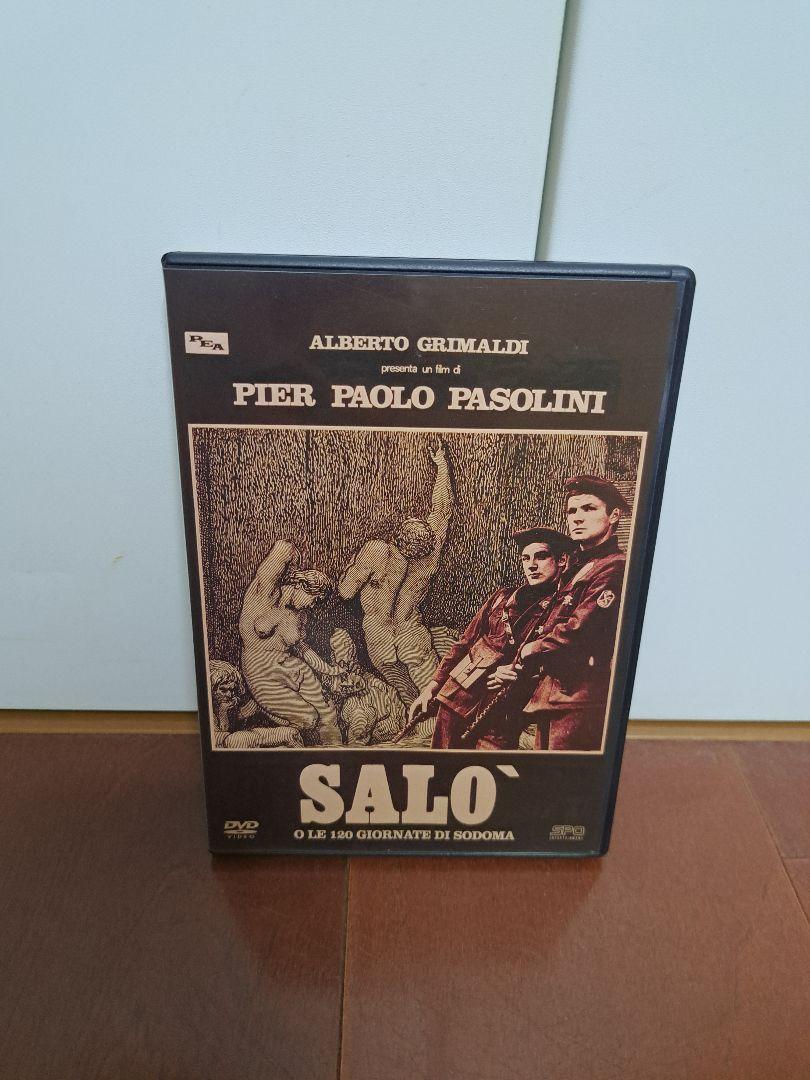 PEA
ALBERTO GRIMALDI
presenta un film di
PIER PAOLO PASOLINI
SALO`
O LE 120 GIORNATE DI SODOMA
DVD
VIDEO
SPO
ENTERTAINMENT